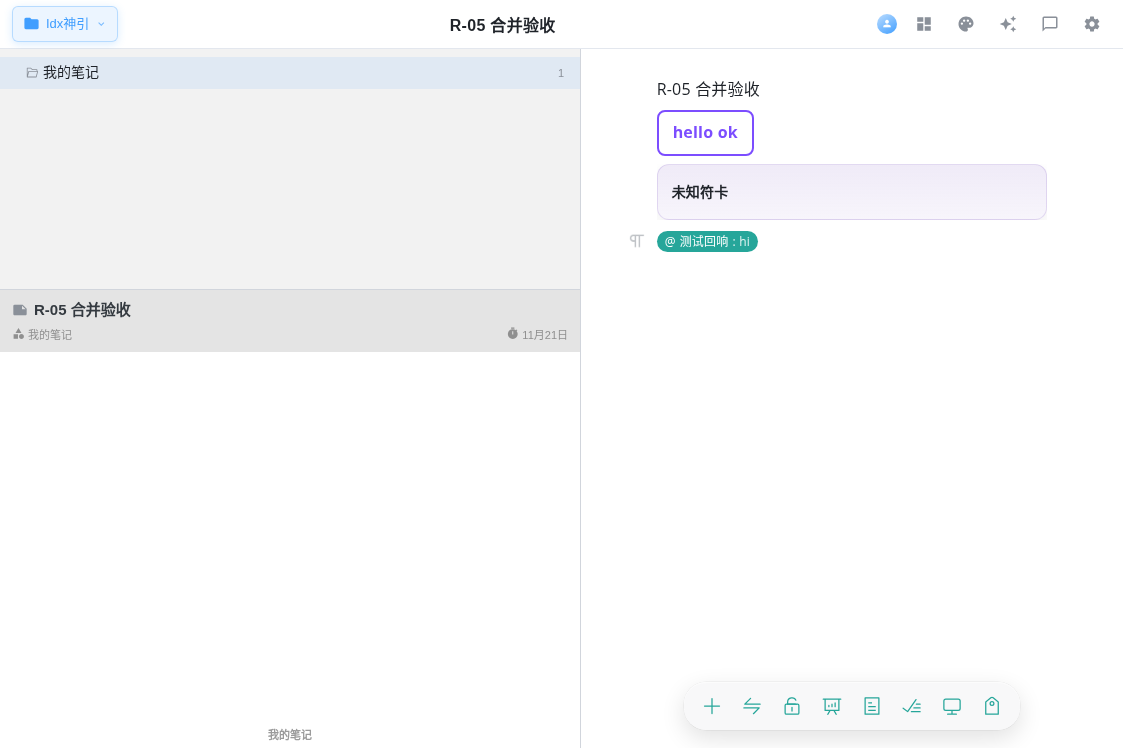 Idx神引
R-05 合并验收
我的笔记
1
R-05 合并验收
我的笔记
11月21日
我的笔记
R-05 合并验收
hello ok
未知符卡
@ 测试回响 : hi